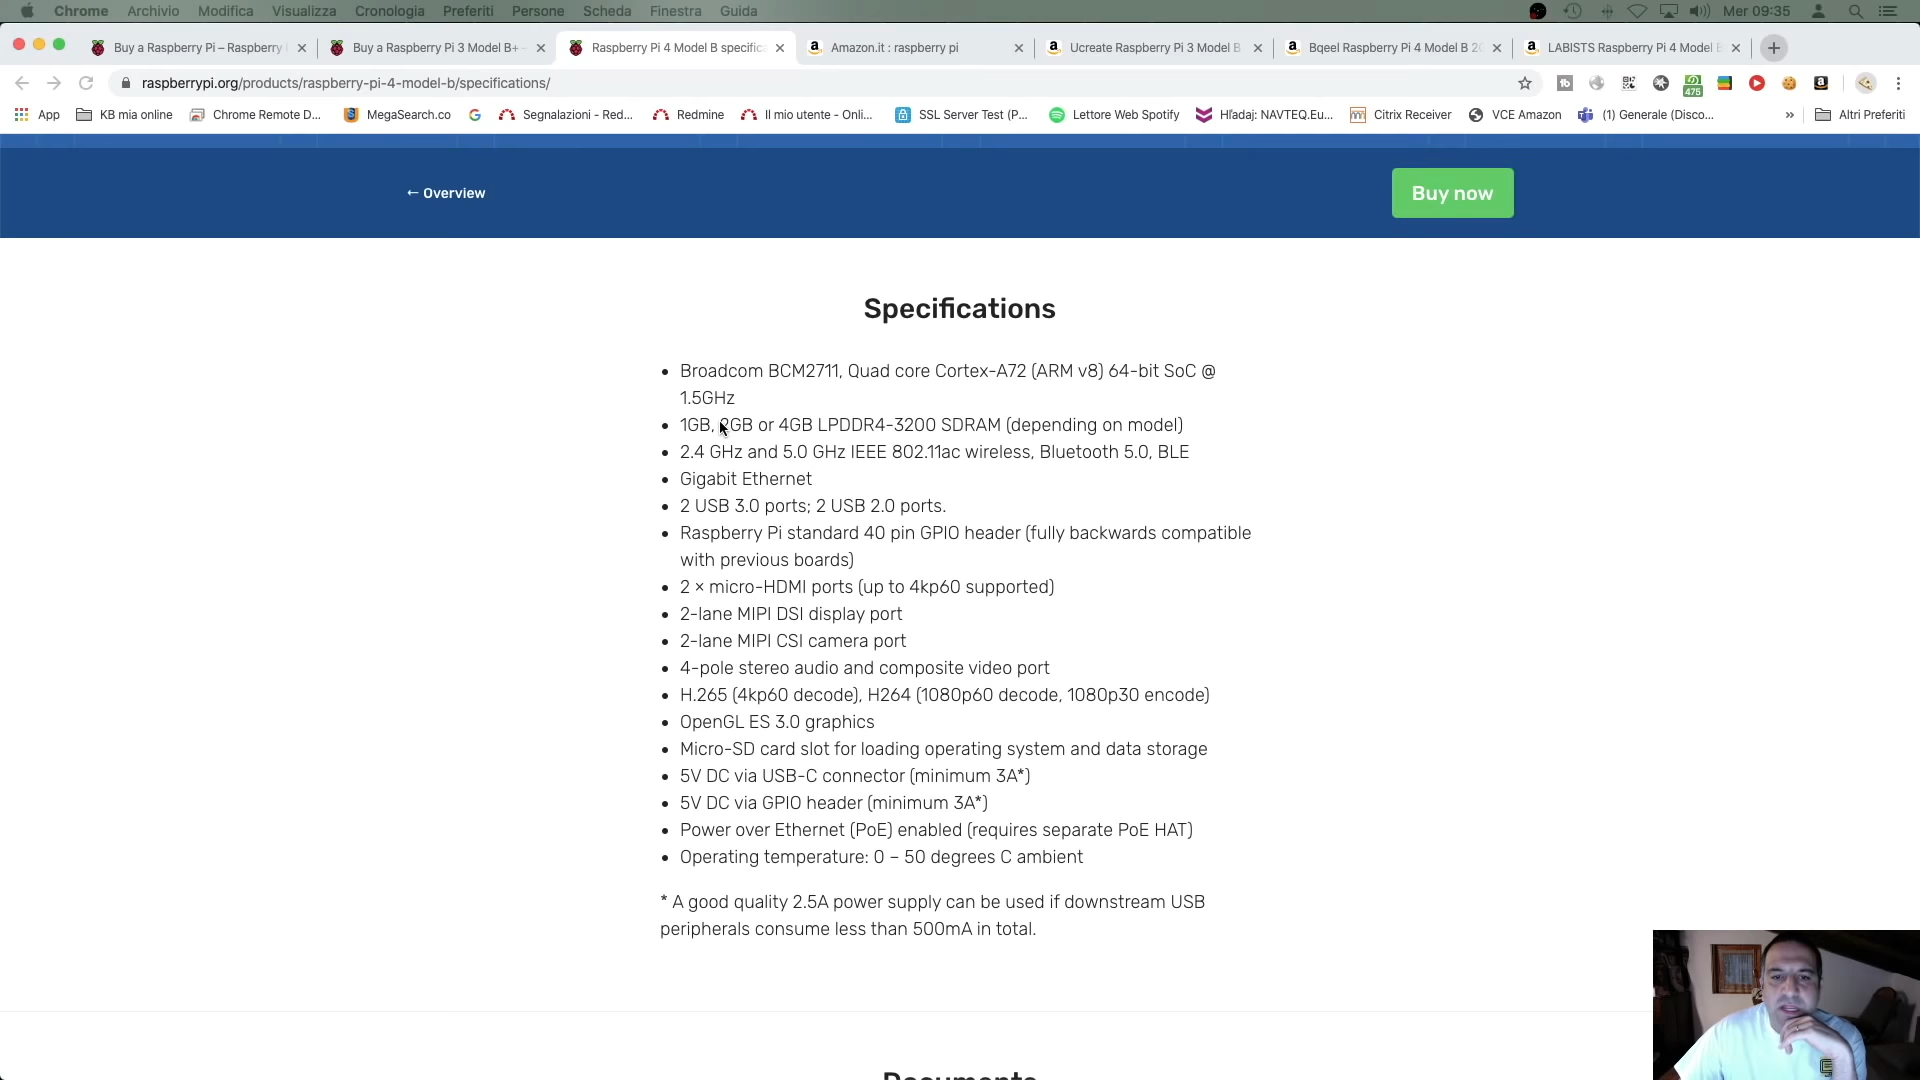 Chrome Archivio Modifica Visualizza Cronologia Preferiti Persone Scheda Finestra Guida Mer 09:35
Buy a Raspberry Pi – Raspberry Buy a Raspberry Pi 3 Model B+ - Raspberry Pi 4 Model B specifica Amazon.it : raspberry pi Ucreate Raspberry Pi 3 Model B Bqeel Raspberry Pi 4 Model B 2 LABISTS Raspberry Pi 4 Model
raspberrypi.org/products/raspberry-pi-4-model-b/specifications/ 475
App KB mia online Chrome Remote D... MegaSearch.co Segnalazioni - Red... Redmine Il mio utente - Onli... SSL Server Test (P... Lettore Web Spotify Hľadaj: NAVTEQ.Eu... Citrix Receiver VCE Amazon (1) Generale (Disco... » Altri Preferiti
← Overview Buy now
Specifications
• Broadcom BCM2711, Quad core Cortex-A72 (ARM v8) 64-bit SoC @
1.5GHz
• 1GB, 2GB or 4GB LPDDR4-3200 SDRAM (depending on model)
• 2.4 GHz and 5.0 GHz IEEE 802.11ac wireless, Bluetooth 5.0, BLE
• Gigabit Ethernet
• 2 USB 3.0 ports; 2 USB 2.0 ports.
• Raspberry Pi standard 40 pin GPIO header (fully backwards compatible
with previous boards)
• 2 × micro-HDMI ports (up to 4kp60 supported)
• 2-lane MIPI DSI display port
• 2-lane MIPI CSI camera port
• 4-pole stereo audio and composite video port
• H.265 (4kp60 decode), H264 (1080p60 decode, 1080p30 encode)
• OpenGL ES 3.0 graphics
• Micro-SD card slot for loading operating system and data storage
• 5V DC via USB-C connector (minimum 3A*)
• 5V DC via GPIO header (minimum 3A*)
• Power over Ethernet (PoE) enabled (requires separate PoE HAT)
• Operating temperature: 0 – 50 degrees C ambient
* A good quality 2.5A power supply can be used if downstream USB
peripherals consume less than 500mA in total.
Documents